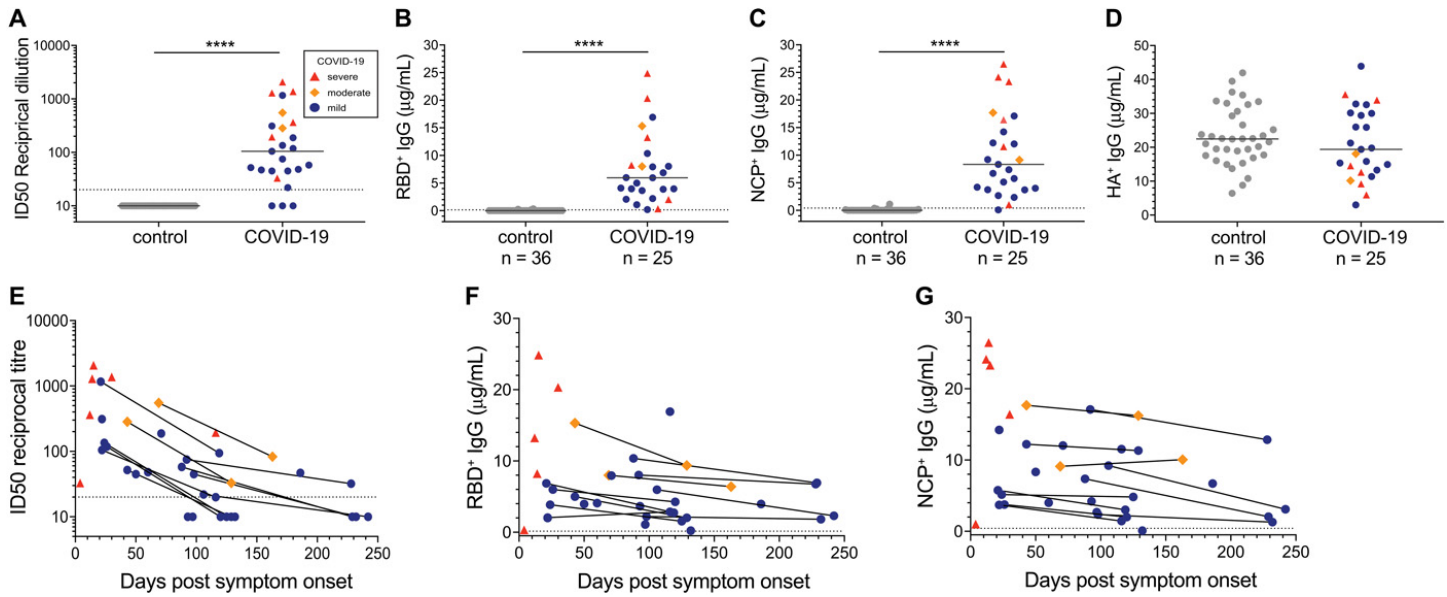 A
ID50 Reciprical dilution
10000
1000
100
10
****
COVID-19
severe
moderate
mild
control
COVID-19
B
RBD+ IgG (μg/mL)
30
25
20
15
10
5
0
****
control
n = 36
COVID-19
n = 25
C
NCP+ IgG (μg/mL)
30
25
20
15
10
5
0
****
control
n = 36
COVID-19
n = 25
D
HA+ IgG (μg/mL)
50
40
30
20
10
0
control
n = 36
COVID-19
n = 25
E
ID50 reciprocal titre
10000
1000
100
10
0 50 100 150 200 250
Days post symptom onset
F
RBD+ IgG (μg/mL)
30
20
10
0
0 50 100 150 200 250
Days post symptom onset
G
NCP+ IgG (μg/mL)
30
20
10
0
0 50 100 150 200 250
Days post symptom onset